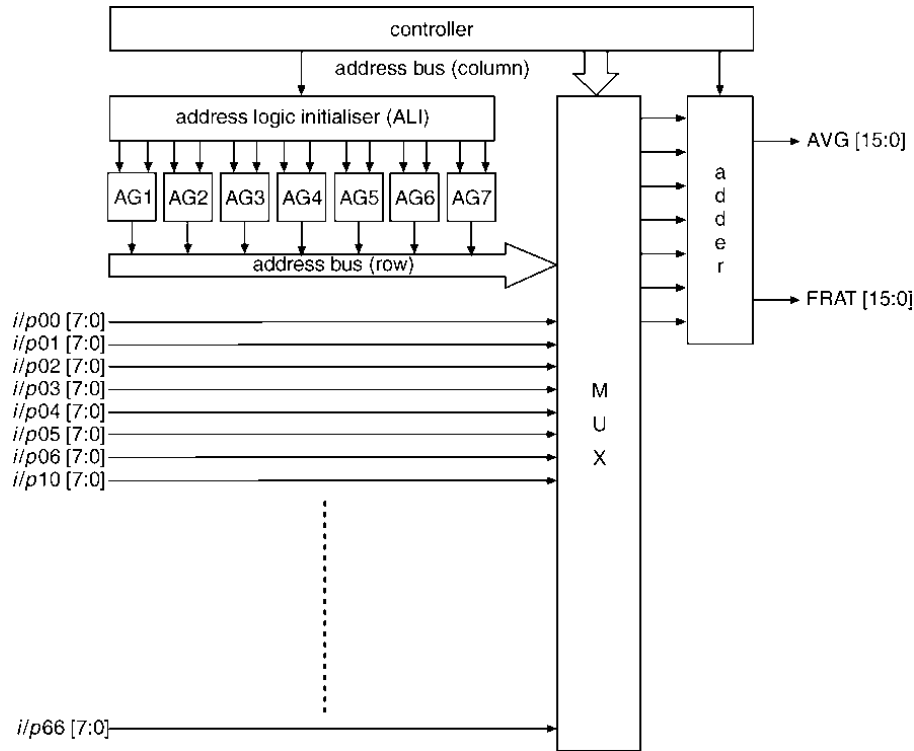 controller
address bus (column)
address logic initialiser (ALI)
AG1 AG2 AG3 AG4 AG5 AG6 AG7
address bus (row)
MUX
adder
AVG [15:0]
FRAT [15:0]
i/p00 [7:0]
i/p01 [7:0]
i/p02 [7:0]
i/p03 [7:0]
i/p04 [7:0]
i/p05 [7:0]
i/p06 [7:0]
i/p10 [7:0]
i/p66 [7:0]